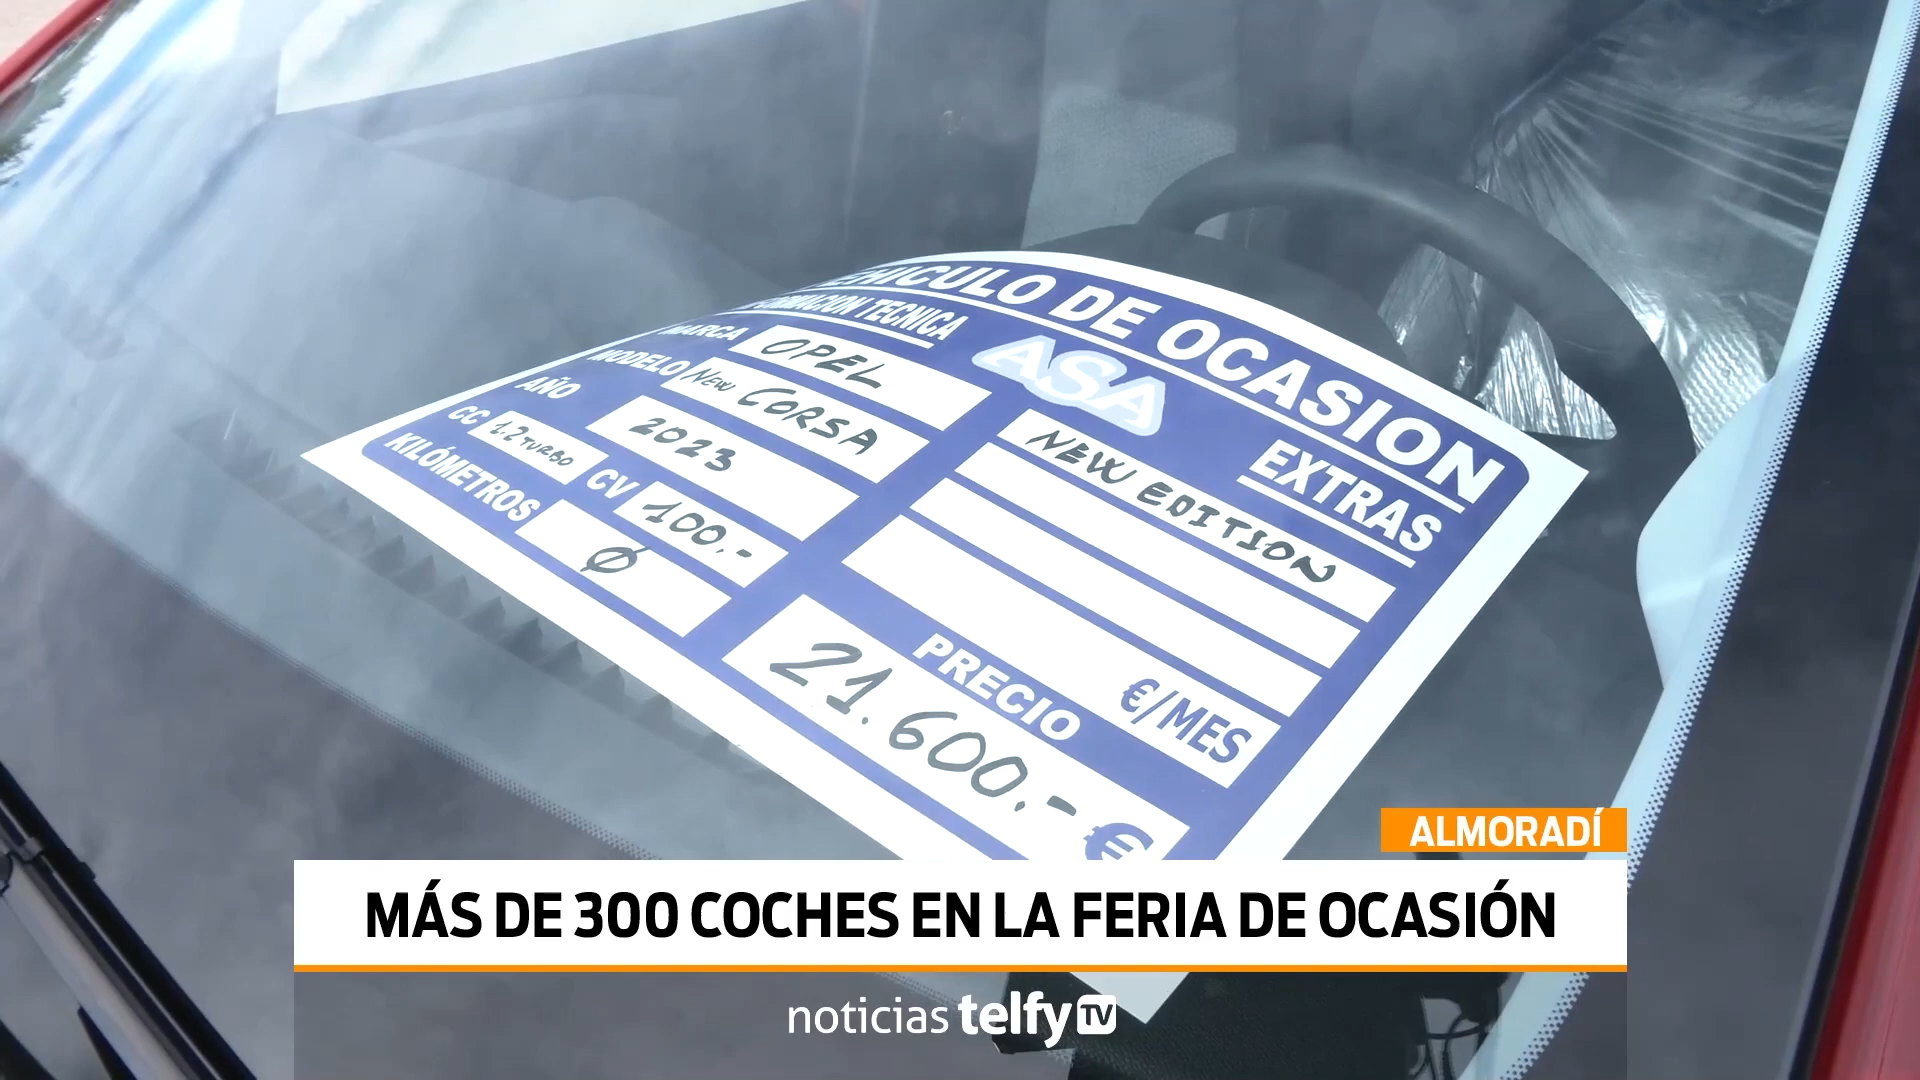 VEHICULO DE OCASION
INFORMACION TECNICA
ASA
MARCA OPEL
MODELO NEW CORSA
AÑO 2023
CC 1.2 TURBO CV 100.-
KILÓMETROS Ø
EXTRAS
NEW EDITION
€/MES
PRECIO
21.600.- €
ALMORADÍ
MÁS DE 300 COCHES EN LA FERIA DE OCASIÓN
noticias telfy TV